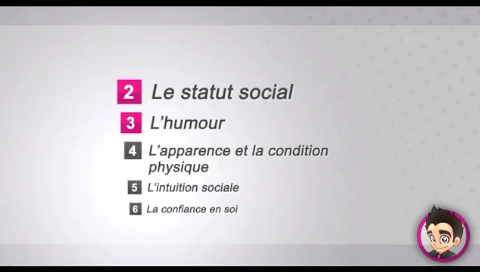 2 Le statut social
3 L'humour
4 L'apparence et la condition
physique
5 L'intuition sociale
6 La confiance en soi